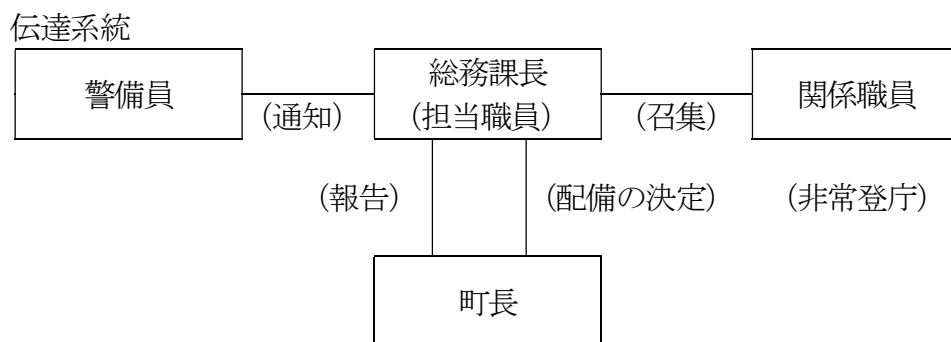 伝達系統
警備員
総務課長
(担当職員)
関係職員
(通知)
(召集)
(報告)
(配備の決定)
(非常登庁)
町長